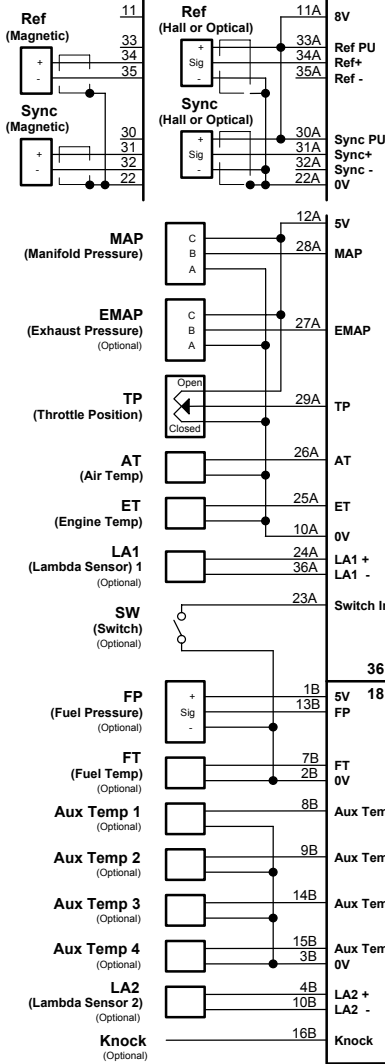 Ref
(Magnetic)
11
33
+ 34
- 35
Sync
(Magnetic)
30
+ 31
- 32
22
Ref
(Hall or Optical)
11A 8V
+ 33A Ref PU
Sig 34A Ref+
- 35A Ref -
Sync
(Hall or Optical)
+ 30A Sync PU
Sig 31A Sync+
- 32A Sync -
22A 0V
12A 5V
MAP
(Manifold Pressure)
C
B 28A MAP
A
EMAP
(Exhaust Pressure)
(Optional)
C
B 27A EMAP
A
TP
(Throttle Position)
Open
29A TP
Closed
AT
(Air Temp)
26A AT
ET
(Engine Temp)
25A ET
10A 0V
LA1
(Lambda Sensor) 1
(Optional)
24A LA1 +
36A LA1 -
SW
(Switch)
(Optional)
23A Switch
36
18
FP
(Fuel Pressure)
(Optional)
+ 1B 5V
Sig 13B FP
-
FT
(Fuel Temp)
(Optional)
7B FT
2B 0V
Aux Temp 1
(Optional)
8B Aux
Aux Temp 2
(Optional)
9B Aux
Aux Temp 3
(Optional)
14B Aux
Aux Temp 4
(Optional)
15B Aux
3B 0V
LA2
(Lambda Sensor 2)
(Optional)
4B LA2 +
10B LA2 -
Knock
(Optional)
16B Knock